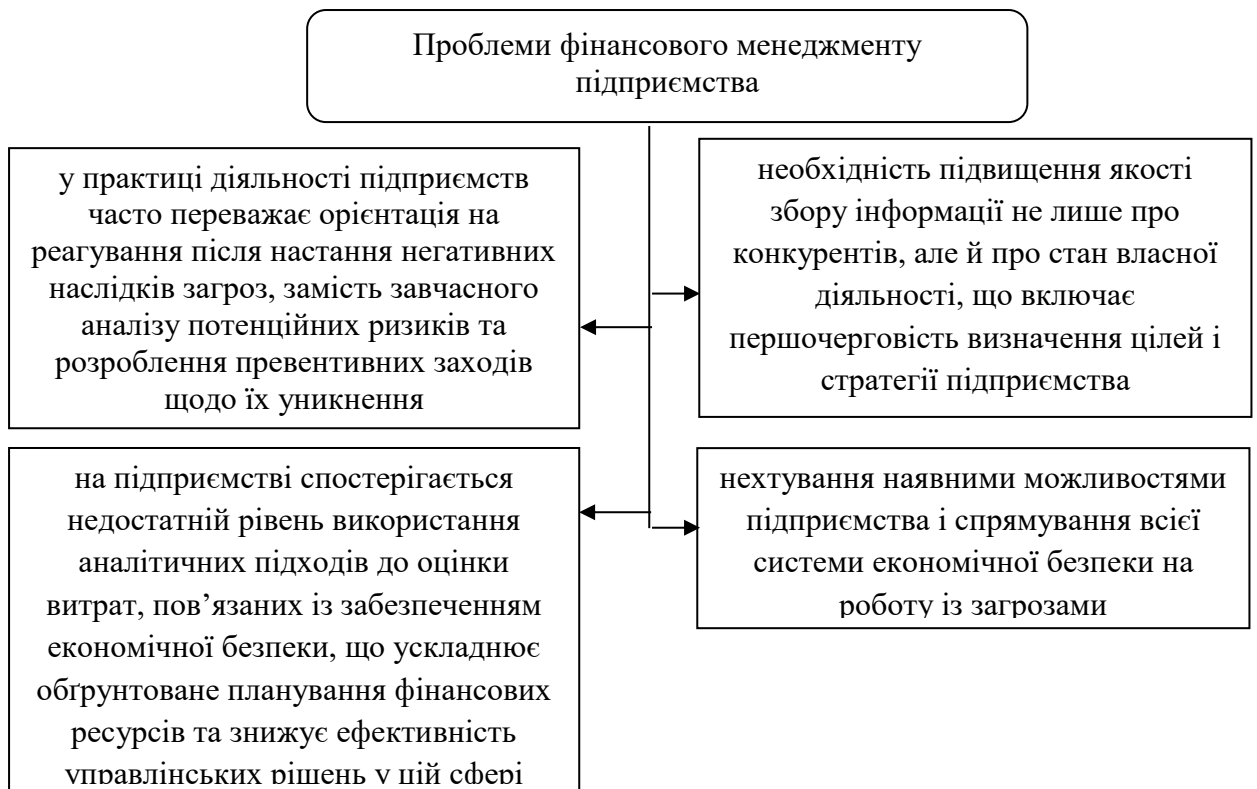 Проблеми фінансового менеджменту
підприємства
у практиці діяльності підприємств
часто переважає орієнтація на
реагування після настання негативних
наслідків загроз, замість завчасного
аналізу потенційних ризиків та
розроблення превентивних заходів
щодо їх уникнення
необхідність підвищення якості
збору інформації не лише про
конкурентів, але й про стан власної
діяльності, що включає
першочерговість визначення цілей і
стратегії підприємства
на підприємстві спостерігається
недостатній рівень використання
аналітичних підходів до оцінки
витрат, пов’язаних із забезпеченням
економічної безпеки, що ускладнює
обґрунтоване планування фінансових
ресурсів та знижує ефективність
управлінських рішень у цій сфері
нехтування наявними можливостями
підприємства і спрямування всієї
системи економічної безпеки на
роботу із загрозами